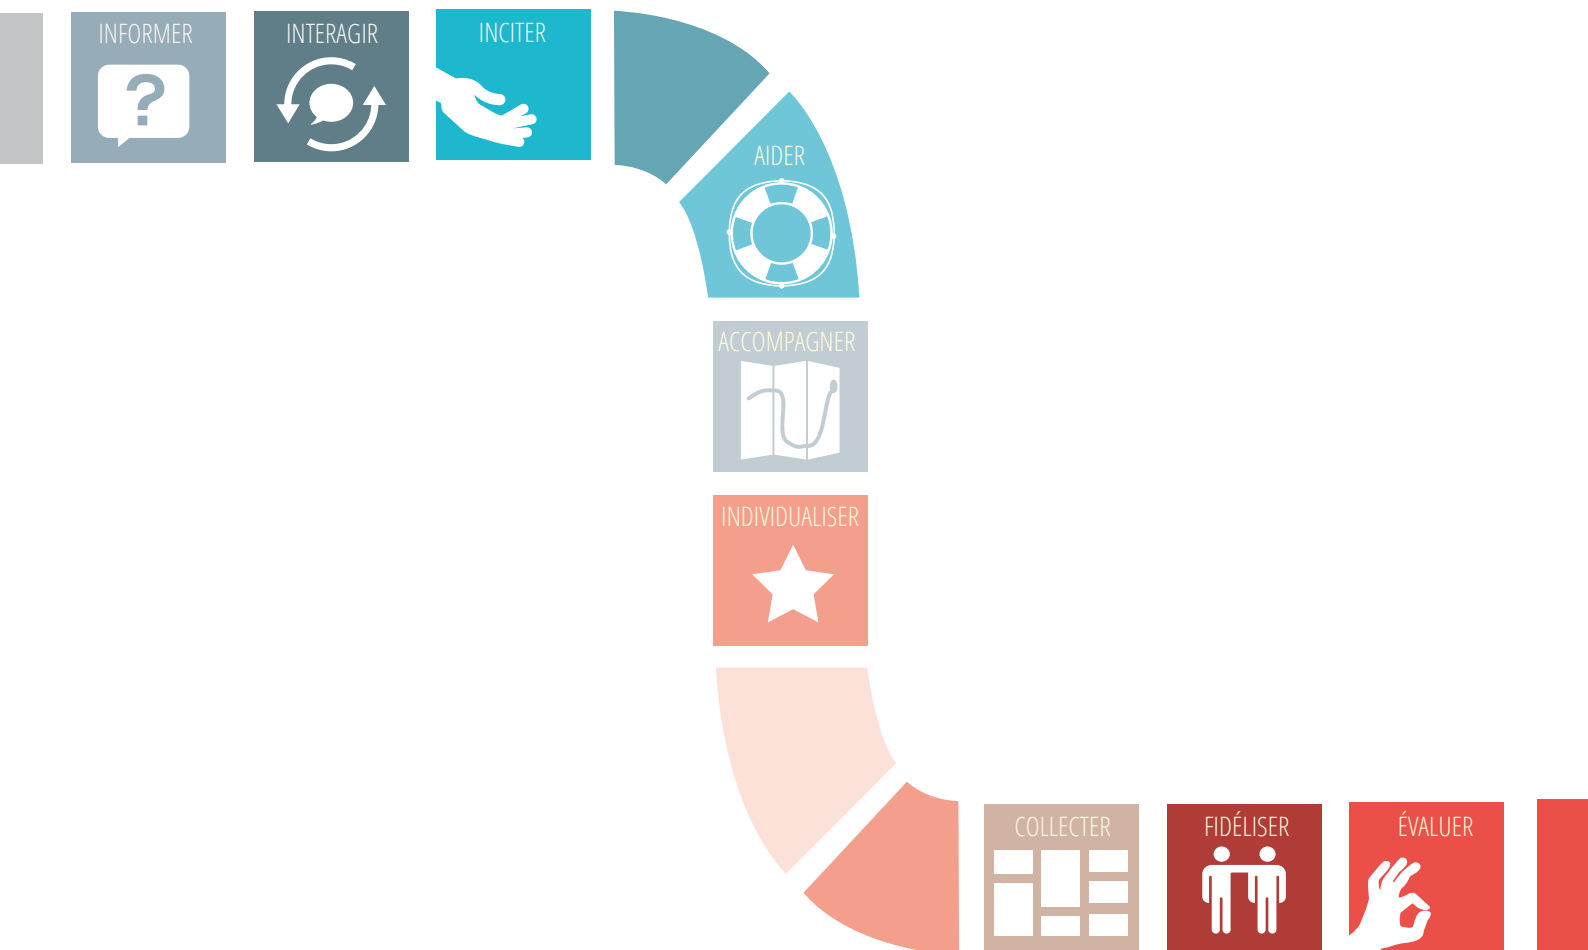 INFORMER
INTERAGIR
INCITER
?
AIDER
ACCOMPAGNER
INDIVIDUALISER
COLLECTER
FIDÉLISER
ÉVALUER